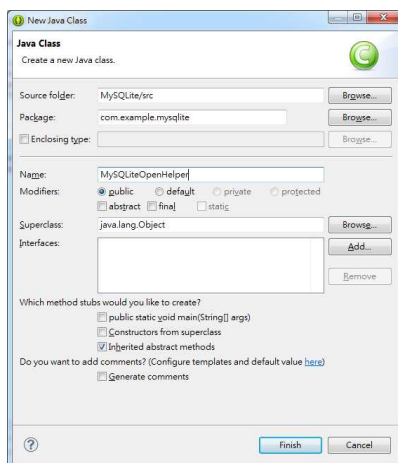 New Java Class
Java Class
Create a new Java class.
Source folder: MySQLite/src Browse...
Package: com.example.mysqlite Browse...
Enclosing type: Browse...
Name: MySQLiteOpenHelper
Modifiers: public default private protected
abstract final static
Superclass: java.lang.Object Browse...
Interfaces: Add...
Remove
Which method stubs would you like to create?
public static void main(String[] args)
Constructors from superclass
Inherited abstract methods
Do you want to add comments? (Configure templates and default value here)
Generate comments
? Finish Cancel